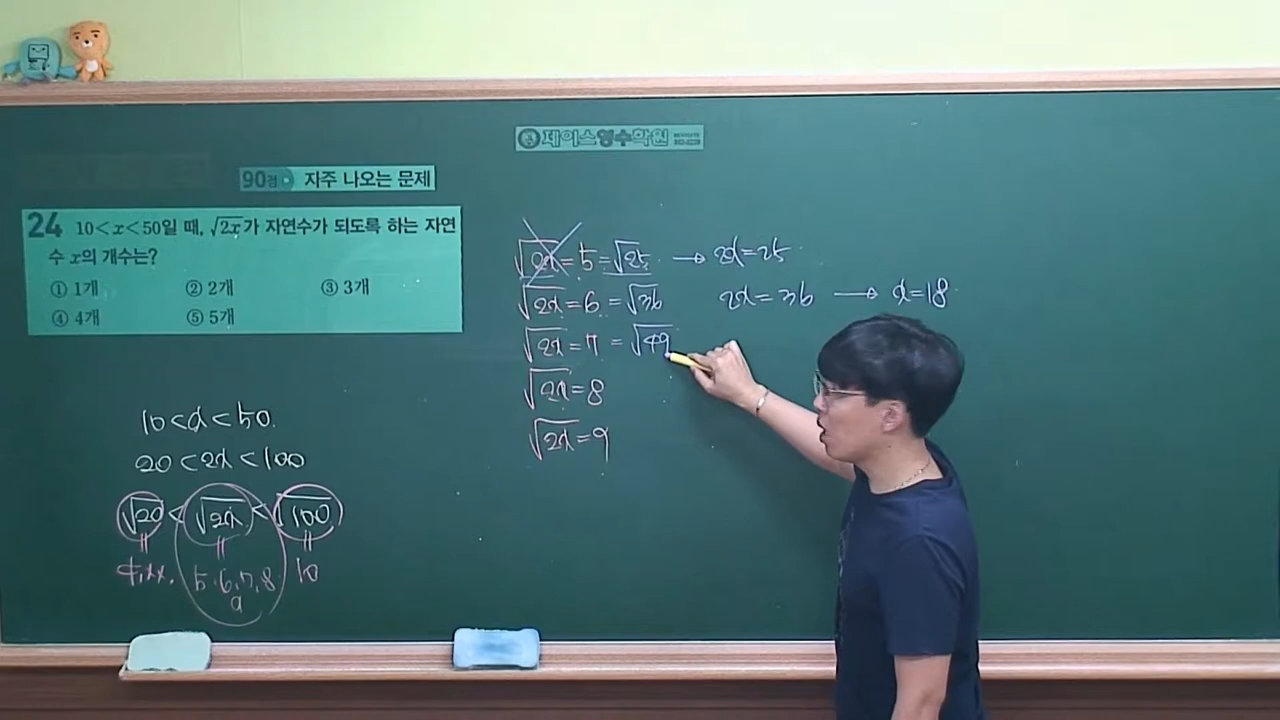 제이스영수학원
90점 자주 나오는 문제
24 10<x<50일 때, √2x가 자연수가 되도록 하는 자연
수 x의 개수는?
① 1개 ② 2개 ③ 3개
④ 4개 ⑤ 5개
10<x<50.
20<2x<100
√20<√2x<√100
4.xx. 5.6.7.8 10
9
√2x=5=√25 → 2x=25
√2x=6=√36 2x=36 → x=18
√2x=7=√49
√2x=8
√2x=9